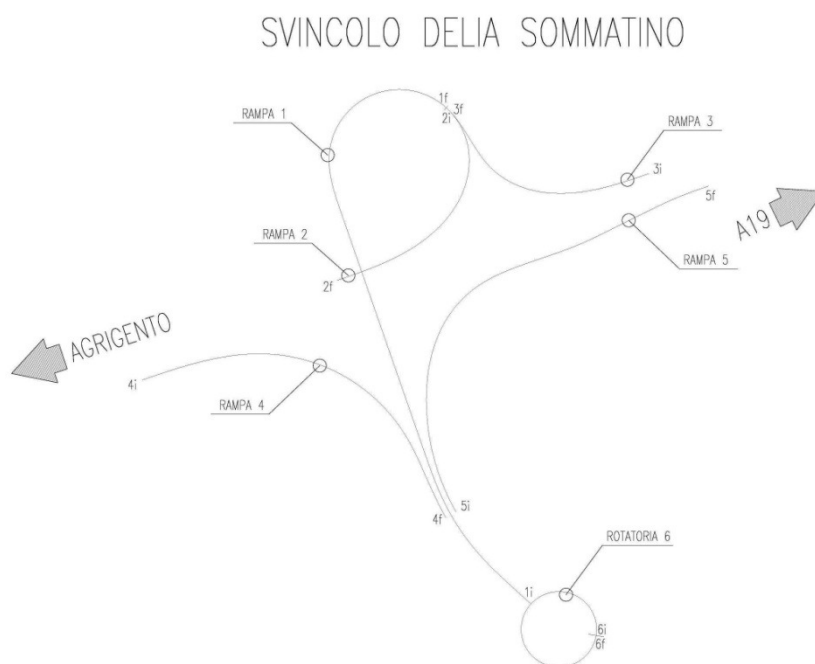 SVINCOLO DELIA SOMMATINO
1f
3f
2i
RAMPA 1
RAMPA 3
3i
5f
A19
RAMPA 2
2f
RAMPA 5
AGRIGENTO
4i
RAMPA 4
5i
4f
ROTATORIA 6
1i
6i
6f